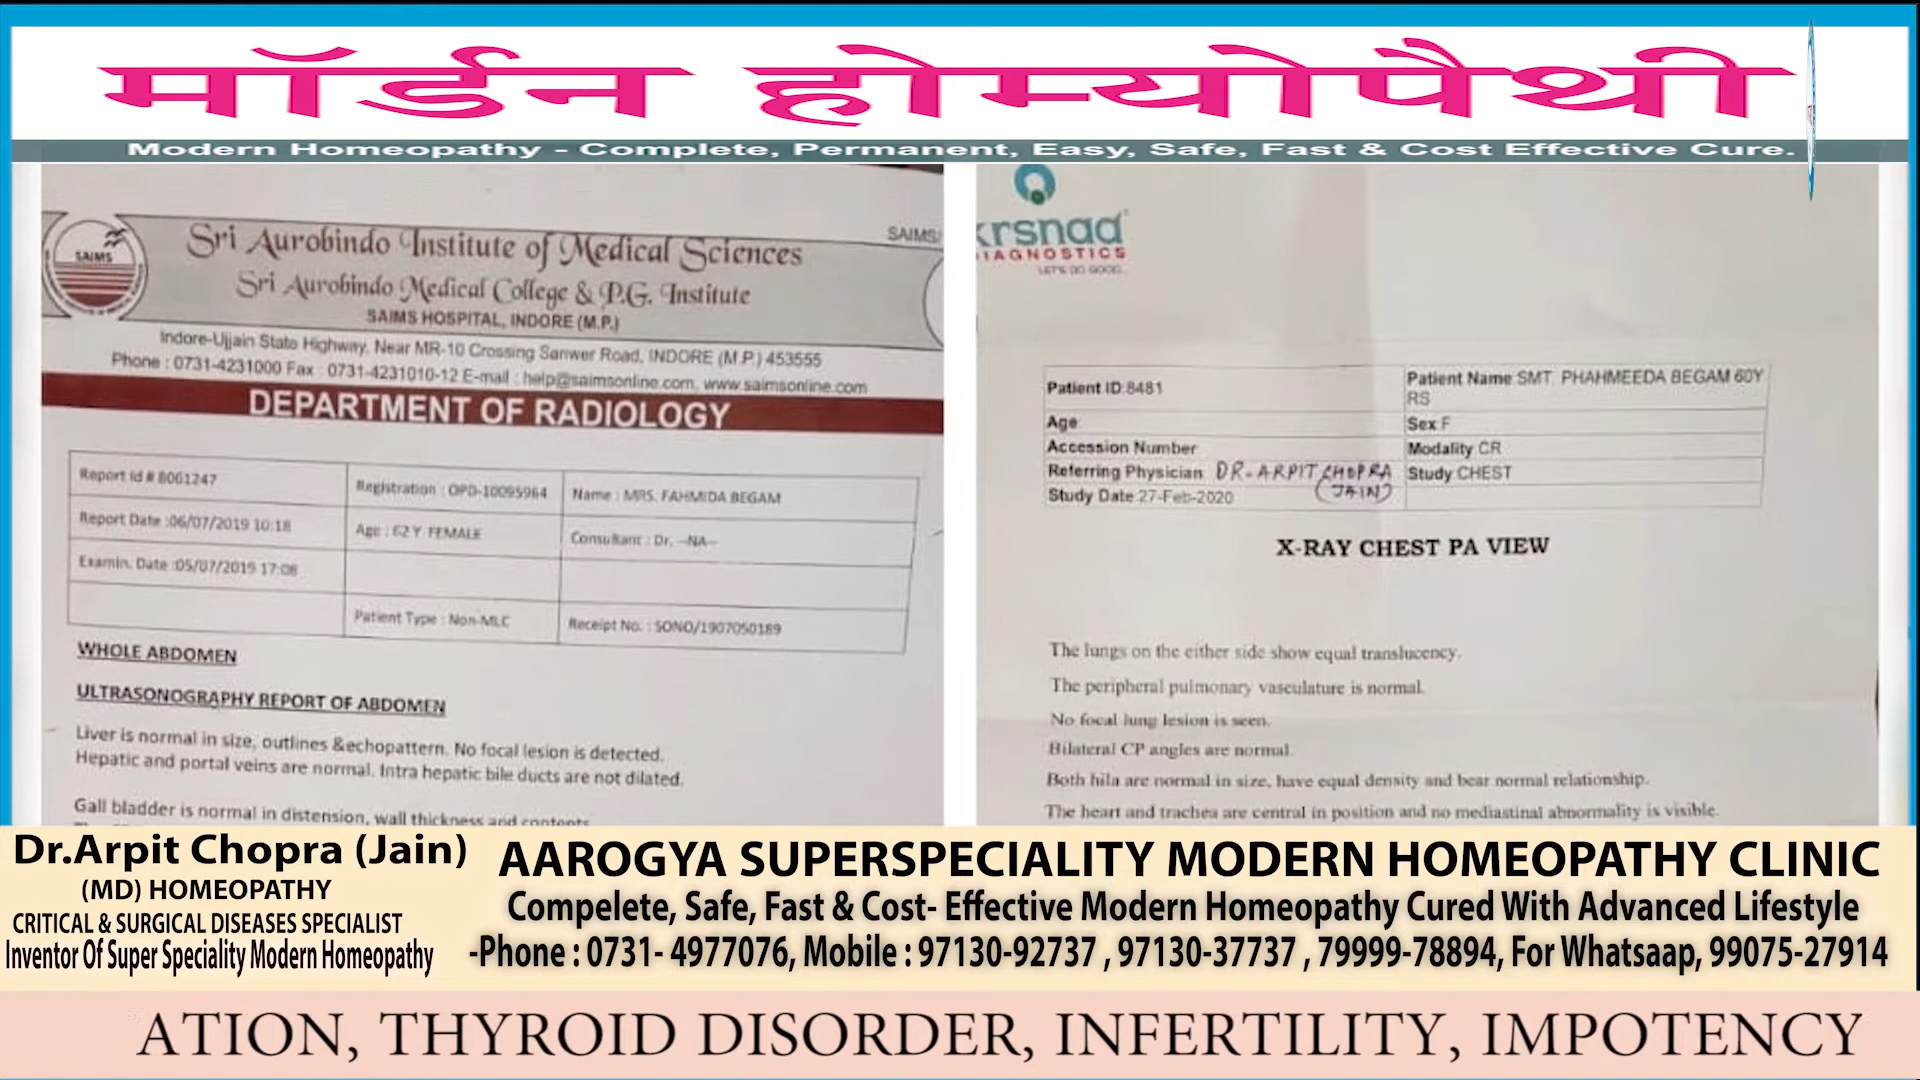 मॉर्डन होम्योपैथी
Modern Homeopathy - Complete, Permanent, Easy, Safe, Fast & Cost Effective Cure.
SAIMS
Sri Aurobindo Institute of Medical Sciences
SAIMS/
Sri Aurobindo Medical College & P.G. Institute
SAIMS HOSPITAL, INDORE (M.P.)
Indore-Ujjain State Highway, Near MR-10 Crossing Sanwer Road, INDORE (M.P.) 453555
Phone : 0731-4231000 Fax : 0731-4231010-12 E-mail : help@saimsonline.com, www.saimsonline.com
DEPARTMENT OF RADIOLOGY
Report id # 8061247
Registration : OPD-10095964
Name : MRS. FAHMIDA BEGAM
Report Date :06/07/2019 10:18
Age : 62 Y FEMALE
Consultant : Dr. --NA--
Examin. Date :05/07/2019 17:08
Patient Type : Non-MLC
Receipt No. : SONO/1907050189
WHOLE ABDOMEN
ULTRASONOGRAPHY REPORT OF ABDOMEN
Liver is normal in size, outlines &echopattern. No focal lesion is detected.
Hepatic and portal veins are normal. Intra hepatic bile ducts are not dilated.
Gall bladder is normal in distension, wall thickness and contents
krsnaa
DIAGNOSTICS
LET'S DO GOOD
Patient ID:8481
Patient Name:SMT PHAHMEEDA BEGAM 60Y
RS
Age
Sex F
Accession Number
Modality CR
Referring Physician DR-ARPIT CHOPRA
(JAIN)
Study CHEST
Study Date 27-Feb-2020
X-RAY CHEST PA VIEW
The lungs on the either side show equal translucency.
The peripheral pulmonary vasculature is normal.
No focal lung lesion is seen.
Bilateral CP angles are normal.
Both hila are normal in size, have equal density and bear normal relationship.
The heart and trachea are central in position and no mediastinal abnormality is visible.
Dr.Arpit Chopra (Jain)
(MD) HOMEOPATHY
CRITICAL & SURGICAL DISEASES SPECIALIST
Inventor Of Super Speciality Modern Homeopathy
AAROGYA SUPERSPECIALITY MODERN HOMEOPATHY CLINIC
Compelete, Safe, Fast & Cost- Effective Modern Homeopathy Cured With Advanced Lifestyle
-Phone : 0731- 4977076, Mobile : 97130-92737 , 97130-37737 , 79999-78894, For Whatsaap, 99075-27914
ATION, THYROID DISORDER, INFERTILITY, IMPOTENCY